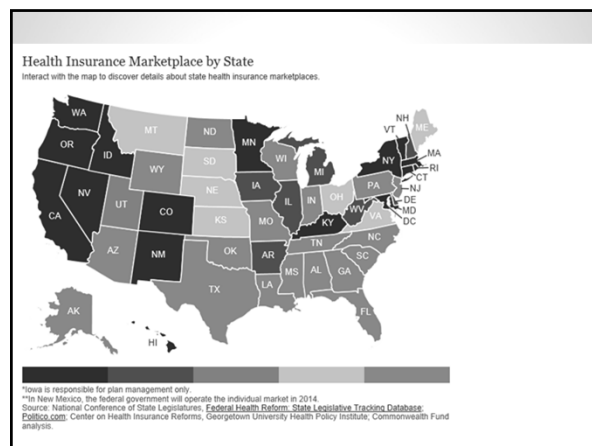 Health Insurance Marketplace by State
Interact with the map to discover details about state health insurance marketplaces.
WA
MT
ND
MN
VT
NH
ME
OR
ID
SD
WI
MI
NY
MA
RI
WY
CT
NV
NE
IA
PA
NJ
UT
CO
IL
IN
OH
DE
CA
KS
MO
WV
VA
MD
KY
DC
AZ
NM
OK
AR
TN
NC
SC
TX
LA
MS
AL
GA
AK
FL
HI
*Iowa is responsible for plan management only.
**In New Mexico, the federal government will operate the individual market in 2014.
Source: National Conference of State Legislatures, Federal Health Reform: State Legislative Tracking Database;
Politico.com; Center on Health Insurance Reforms, Georgetown University Health Policy Institute; Commonwealth Fund
analysis.